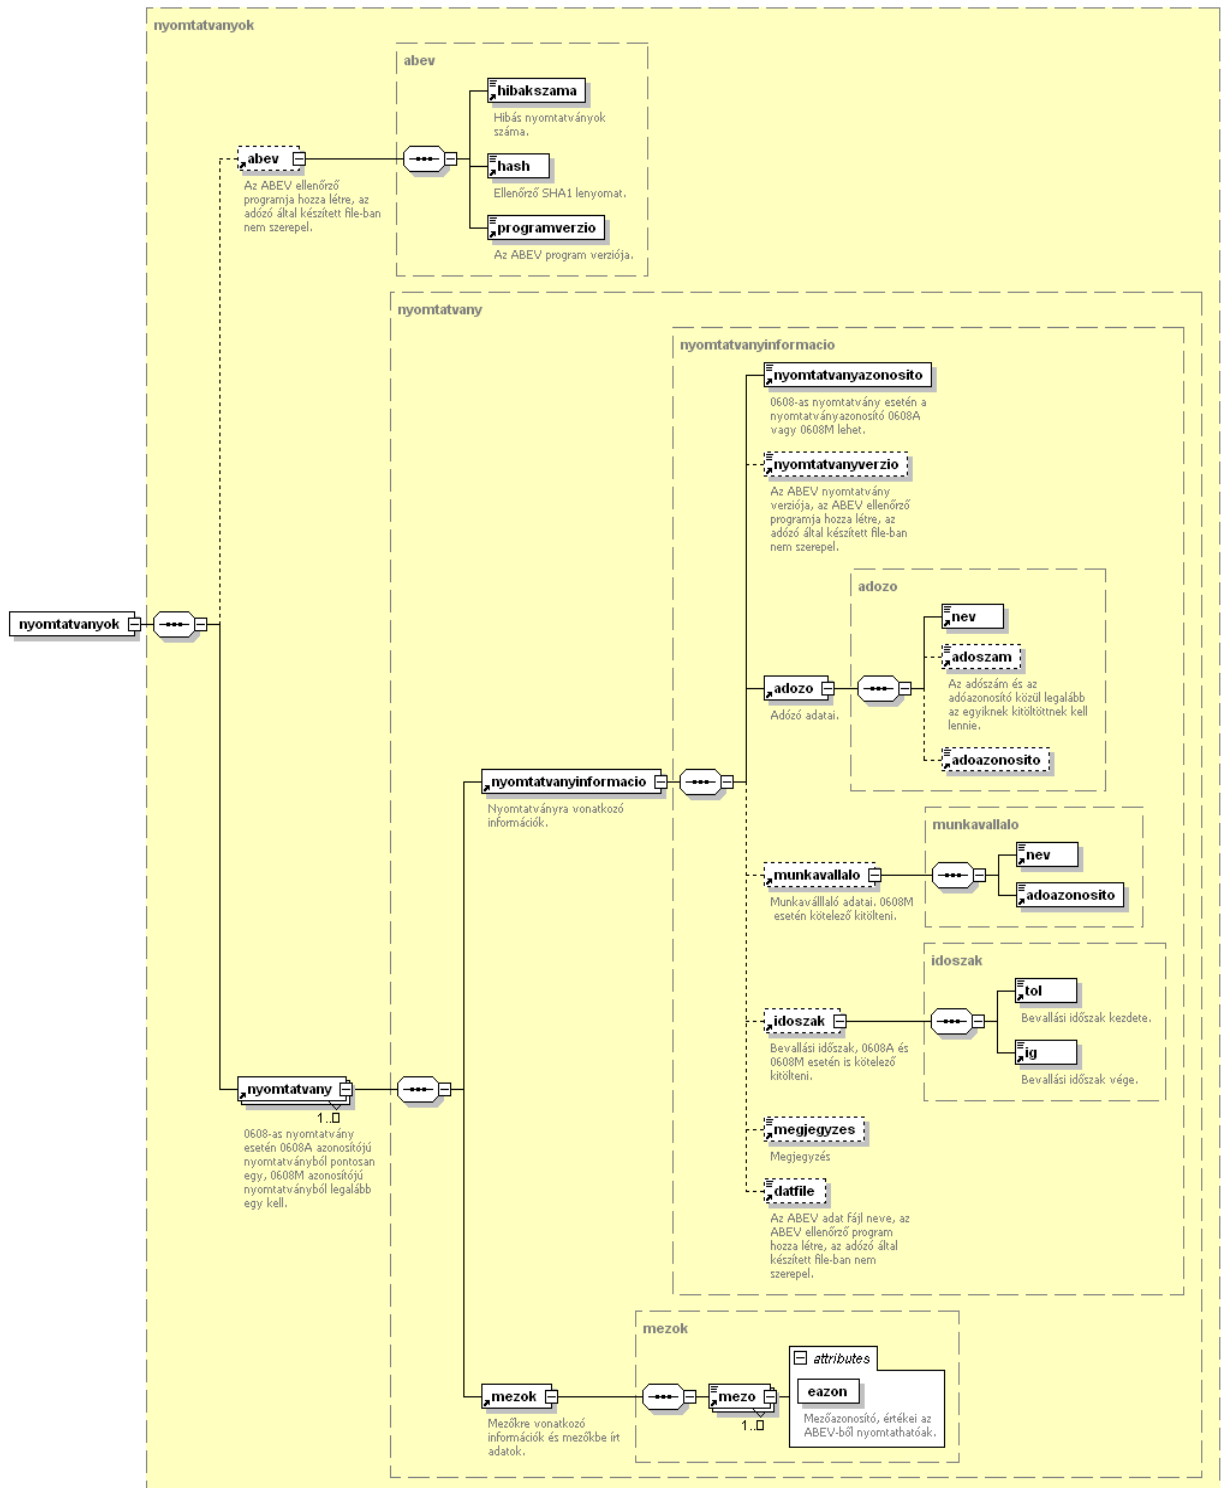 nyomtatvanyok
abev
hibakszama
Hibás nyomtatványok
száma.
abev
Az ABEV ellenőrző
programja hozza létre, az
adózó által készített file-ban
nem szerepel.
hash
Ellenőrző SHA1 lenyomat.
programverzio
Az ABEV program verziója.
nyomtatvany
nyomtatvanyinformacio
nyomtatvanyazonosito
0608-as nyomtatvány esetén a
nyomtatványazonosító 0608A
vagy 0608M lehet.
nyomtatvanyverzio
Az ABEV nyomtatvány
verziója, az ABEV ellenőrző
programja hozza létre, az
adózó által készített file-ban
nem szerepel.
nyomtatvanyok
adozo
nev
adoszam
Az adószám és az
adóazonosító közül legalább
az egyiknek kitöltöttnek kell
lennie.
adozo
Adózó adatai.
adoazonosito
nyomtatvanyinformacio
Nyomtatványra vonatkozó
információk.
munkavallalo
nev
munkavallalo
Munkaválllaló adatai. 0608M
esetén kötelező kitölteni.
adoazonosito
idoszak
tol
Bevallási időszak kezdete.
idoszak
Bevallási időszak, 0608A és
0608M esetén is kötelező
kitölteni.
ig
Bevallási időszak vége.
nyomtatvany
1..
0608-as nyomtatvány
esetén 0608A azonosítójú
nyomtatványból pontosan
egy, 0608M azonosítójú
nyomtatványból legalább
egy kell.
megjegyzes
Megjegyzés
datfile
Az ABEV adat fájl neve, az
ABEV ellenőrző program
hozza létre, az adózó által
készített file-ban nem
szerepel.
mezok
attributes
mezok
Mezőkre vonatkozó
információk és mezőkbe írt
adatok.
mezo
1..
eazon
Mezőazonosító, értékei az
ABEV-ből nyomtathatóak.